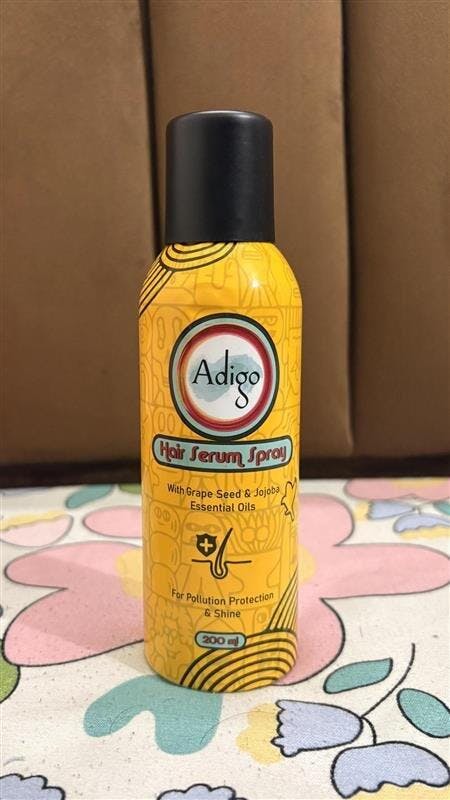 Adigo
Hair Serum Spray
With Grape Seed & Jojoba
Essential Oils
For Pollution Protection
& Shine
200 ml